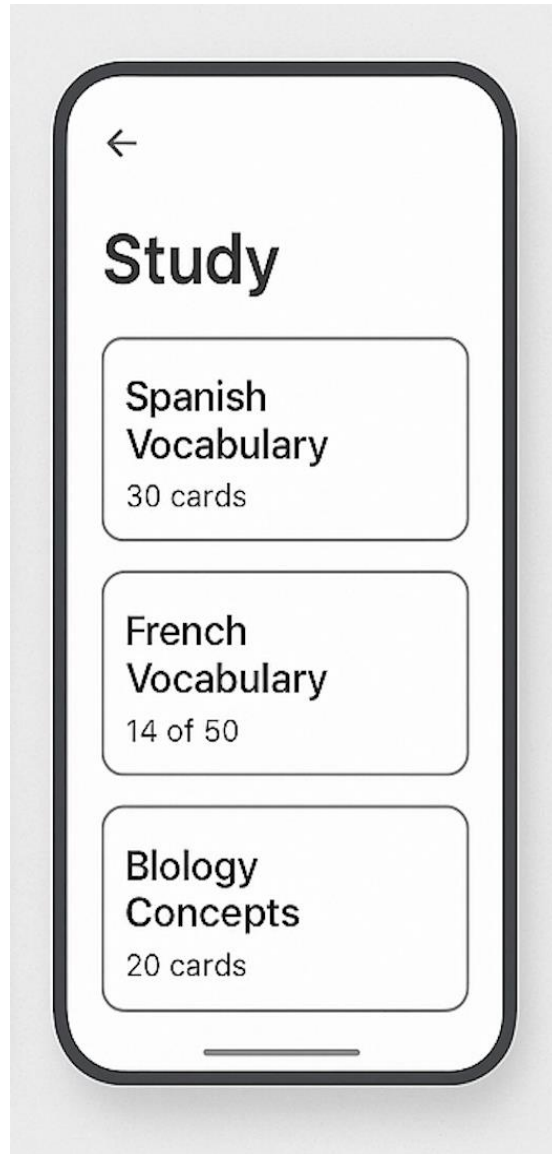 Study
Spanish
Vocabulary
30 cards
French
Vocabulary
14 of 50
Blology
Concepts
20 cards